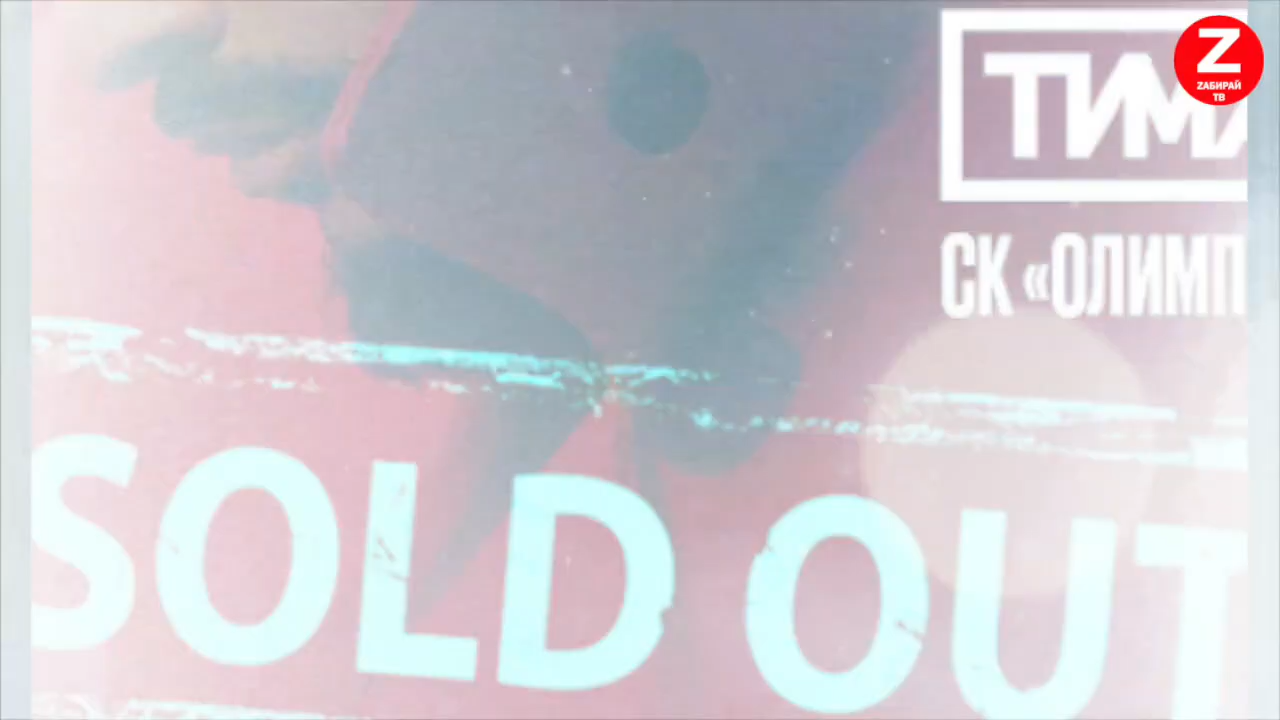 ТИМА
Z
ZАБИРАЙ
ТВ
СК «ОЛИМП
SOLD OUT